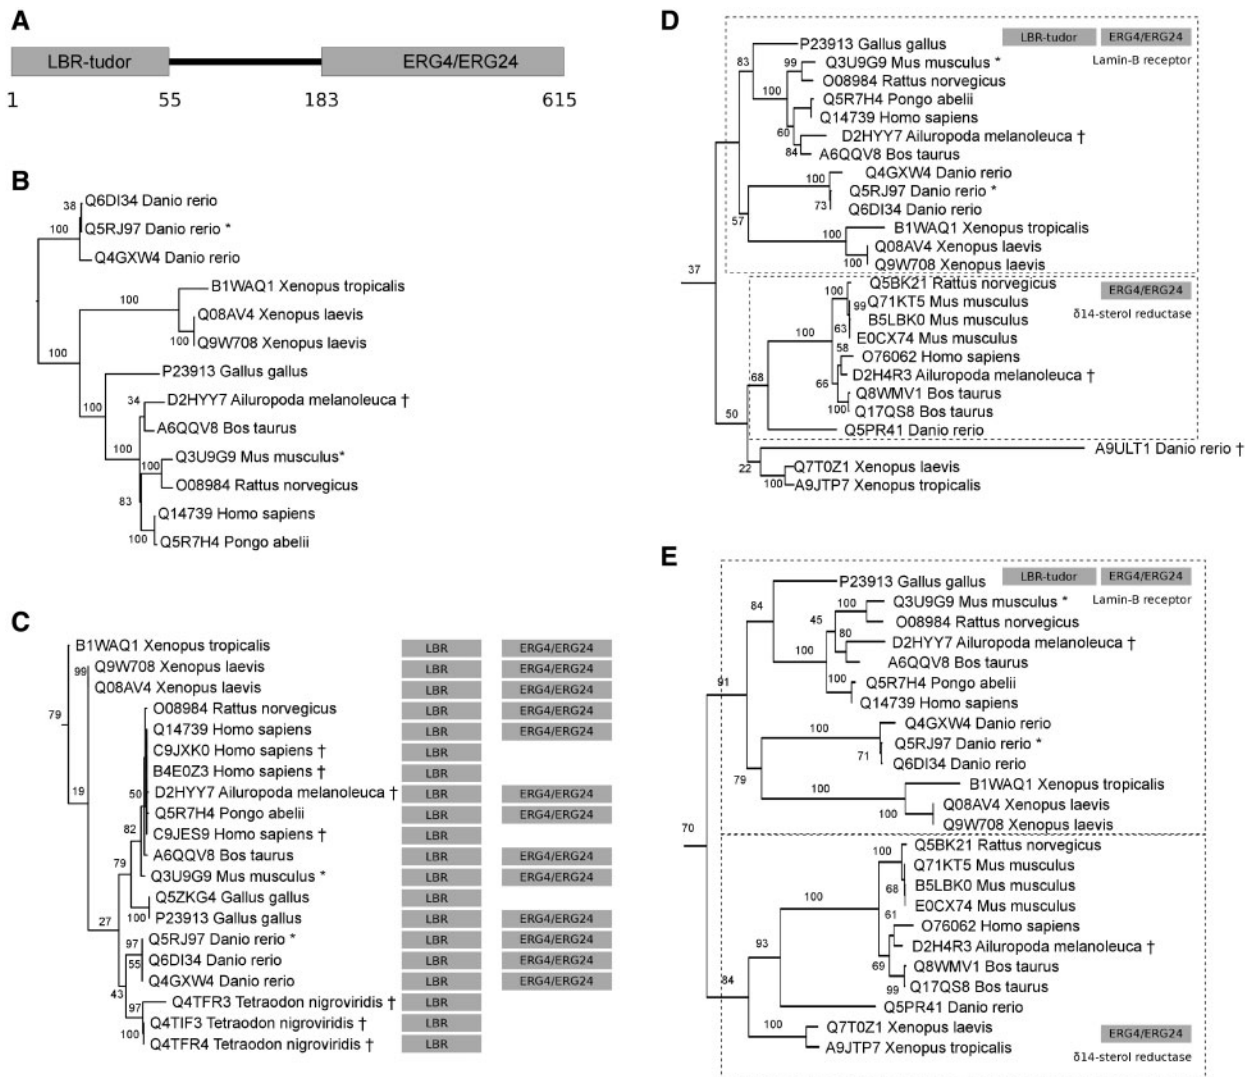 A
LBR-tudor
ERG4/ERG24
1
55
183
615
B
38
Q6DI34 Danio rerio
Q5RJ97 Danio rerio *
100
Q4GXW4 Danio rerio
B1WAQ1 Xenopus tropicalis
100
Q08AV4 Xenopus laevis
100
Q9W708 Xenopus laevis
100
P23913 Gallus gallus
34
D2HYY7 Ailuropoda melanoleuca †
100
A6QQV8 Bos taurus
100
Q3U9G9 Mus musculus*
100
O08984 Rattus norvegicus
83
Q14739 Homo sapiens
100
Q5R7H4 Pongo abelii
C
B1WAQ1 Xenopus tropicalis LBR ERG4/ERG24
99
Q9W708 Xenopus laevis LBR ERG4/ERG24
Q08AV4 Xenopus laevis LBR ERG4/ERG24
79
O08984 Rattus norvegicus LBR ERG4/ERG24
Q14739 Homo sapiens LBR ERG4/ERG24
C9JXK0 Homo sapiens † LBR
B4E0Z3 Homo sapiens † LBR
19
50
D2HYY7 Ailuropoda melanoleuca † LBR ERG4/ERG24
Q5R7H4 Pongo abelii LBR ERG4/ERG24
82
C9JES9 Homo sapiens † LBR
A6QQV8 Bos taurus LBR ERG4/ERG24
79
Q3U9G9 Mus musculus * LBR ERG4/ERG24
Q5ZKG4 Gallus gallus LBR
27
100
P23913 Gallus gallus LBR ERG4/ERG24
97
Q5RJ97 Danio rerio * LBR ERG4/ERG24
55
Q6DI34 Danio rerio LBR ERG4/ERG24
Q4GXW4 Danio rerio LBR ERG4/ERG24
43
97
Q4TFR3 Tetraodon nigroviridis † LBR
Q4TIF3 Tetraodon nigroviridis † LBR
100
Q4TFR4 Tetraodon nigroviridis † LBR
D
P23913 Gallus gallus
LBR-tudor ERG4/ERG24
Lamin-B receptor
83
99
Q3U9G9 Mus musculus *
O08984 Rattus norvegicus
100
Q5R7H4 Pongo abelii
Q14739 Homo sapiens
60
D2HYY7 Ailuropoda melanoleuca †
84
A6QQV8 Bos taurus
Q4GXW4 Danio rerio
100
Q5RJ97 Danio rerio *
73
Q6DI34 Danio rerio
57
B1WAQ1 Xenopus tropicalis
100
Q08AV4 Xenopus laevis
100
Q9W708 Xenopus laevis
37
Q5BK21 Rattus norvegicus
ERG4/ERG24
δ14-sterol reductase
100
99
Q71KT5 Mus musculus
B5LBK0 Mus musculus
63
E0CX74 Mus musculus
100
58
O76062 Homo sapiens
D2H4R3 Ailuropoda melanoleuca †
68
66
Q8WMV1 Bos taurus
100
Q17QS8 Bos taurus
50
Q5PR41 Danio rerio
A9ULT1 Danio rerio †
22
Q7T0Z1 Xenopus laevis
100
A9JTP7 Xenopus tropicalis
E
P23913 Gallus gallus
LBR-tudor ERG4/ERG24
Lamin-B receptor
84
100
Q3U9G9 Mus musculus *
45
O08984 Rattus norvegicus
80
D2HYY7 Ailuropoda melanoleuca †
100
A6QQV8 Bos taurus
91
100
Q5R7H4 Pongo abelii
Q14739 Homo sapiens
Q4GXW4 Danio rerio
100
Q5RJ97 Danio rerio *
71
Q6DI34 Danio rerio
79
B1WAQ1 Xenopus tropicalis
100
Q08AV4 Xenopus laevis
100
Q9W708 Xenopus laevis
70
Q5BK21 Rattus norvegicus
100
Q71KT5 Mus musculus
68
B5LBK0 Mus musculus
E0CX74 Mus musculus
100
61
O76062 Homo sapiens
93
D2H4R3 Ailuropoda melanoleuca †
69
Q8WMV1 Bos taurus
99
Q17QS8 Bos taurus
84
Q5PR41 Danio rerio
100
Q7T0Z1 Xenopus laevis
A9JTP7 Xenopus tropicalis
ERG4/ERG24
δ14-sterol reductase